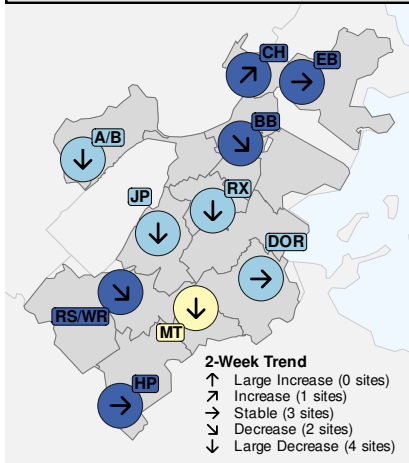 CH
EB
BB
A/B
RX
JP
DOR
RS/WR
MT
HP
2-Week Trend
↑ Large Increase (0 sites)
↗ Increase (1 sites)
→ Stable (3 sites)
↘ Decrease (2 sites)
↓ Large Decrease (4 sites)